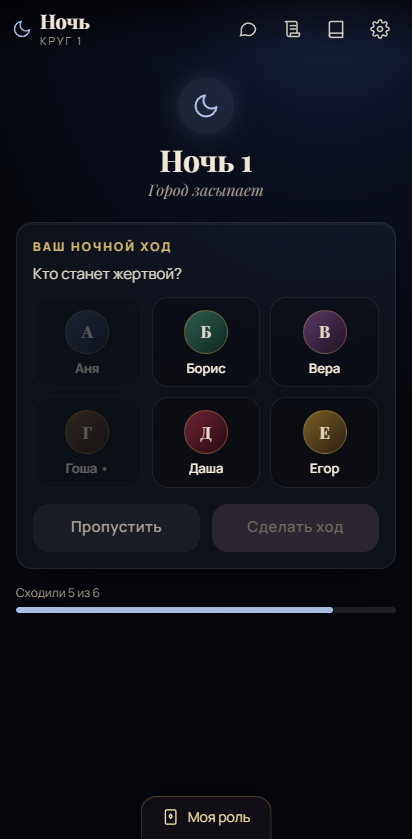 Ночь
КРУГ 1
Ночь 1
Город засыпает
ВАШ НОЧНОЙ ХОД
Кто станет жертвой?
А Б В
Аня Борис Вера
Г Д Е
Гоша • Даша Егор
Пропустить Сделать ход
Сходили 5 из 6
Моя роль